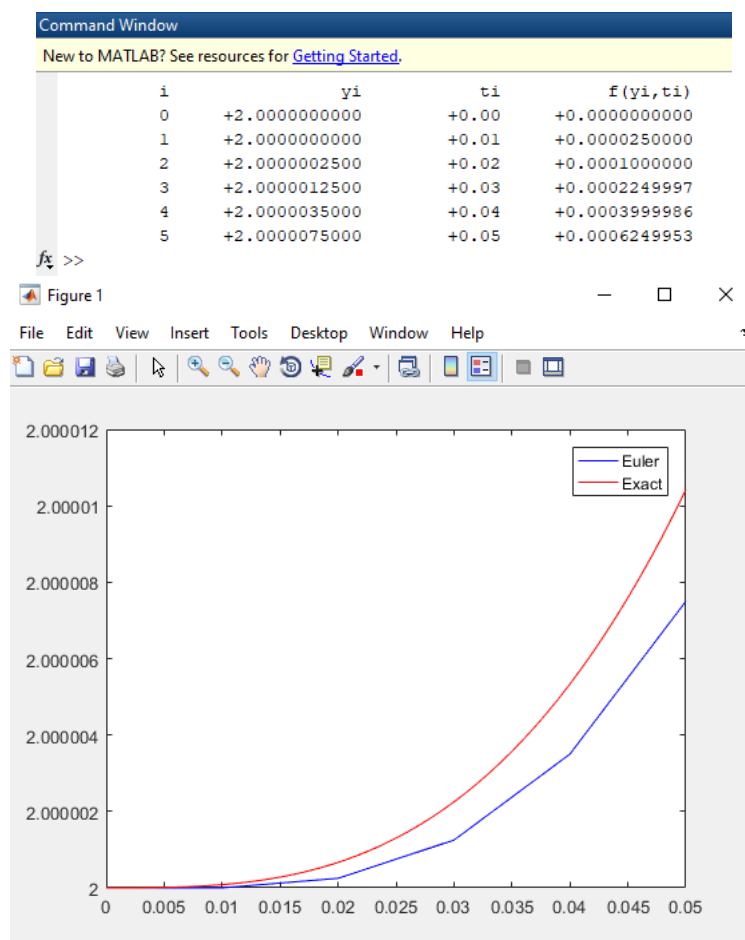 Command Window
New to MATLAB? See resources for Getting Started.
i yi ti f(yi,ti)
0 +2.0000000000 +0.00 +0.0000000000
1 +2.0000000000 +0.01 +0.0000250000
2 +2.0000002500 +0.02 +0.0001000000
3 +2.0000012500 +0.03 +0.0002249997
4 +2.0000035000 +0.04 +0.0003999986
5 +2.0000075000 +0.05 +0.0006249953
fx >>
Figure 1
File Edit View Insert Tools Desktop Window Help
2.000012
Euler
Exact
2.00001
2.000008
2.000006
2.000004
2.000002
2
0 0.005 0.01 0.015 0.02 0.025 0.03 0.035 0.04 0.045 0.05